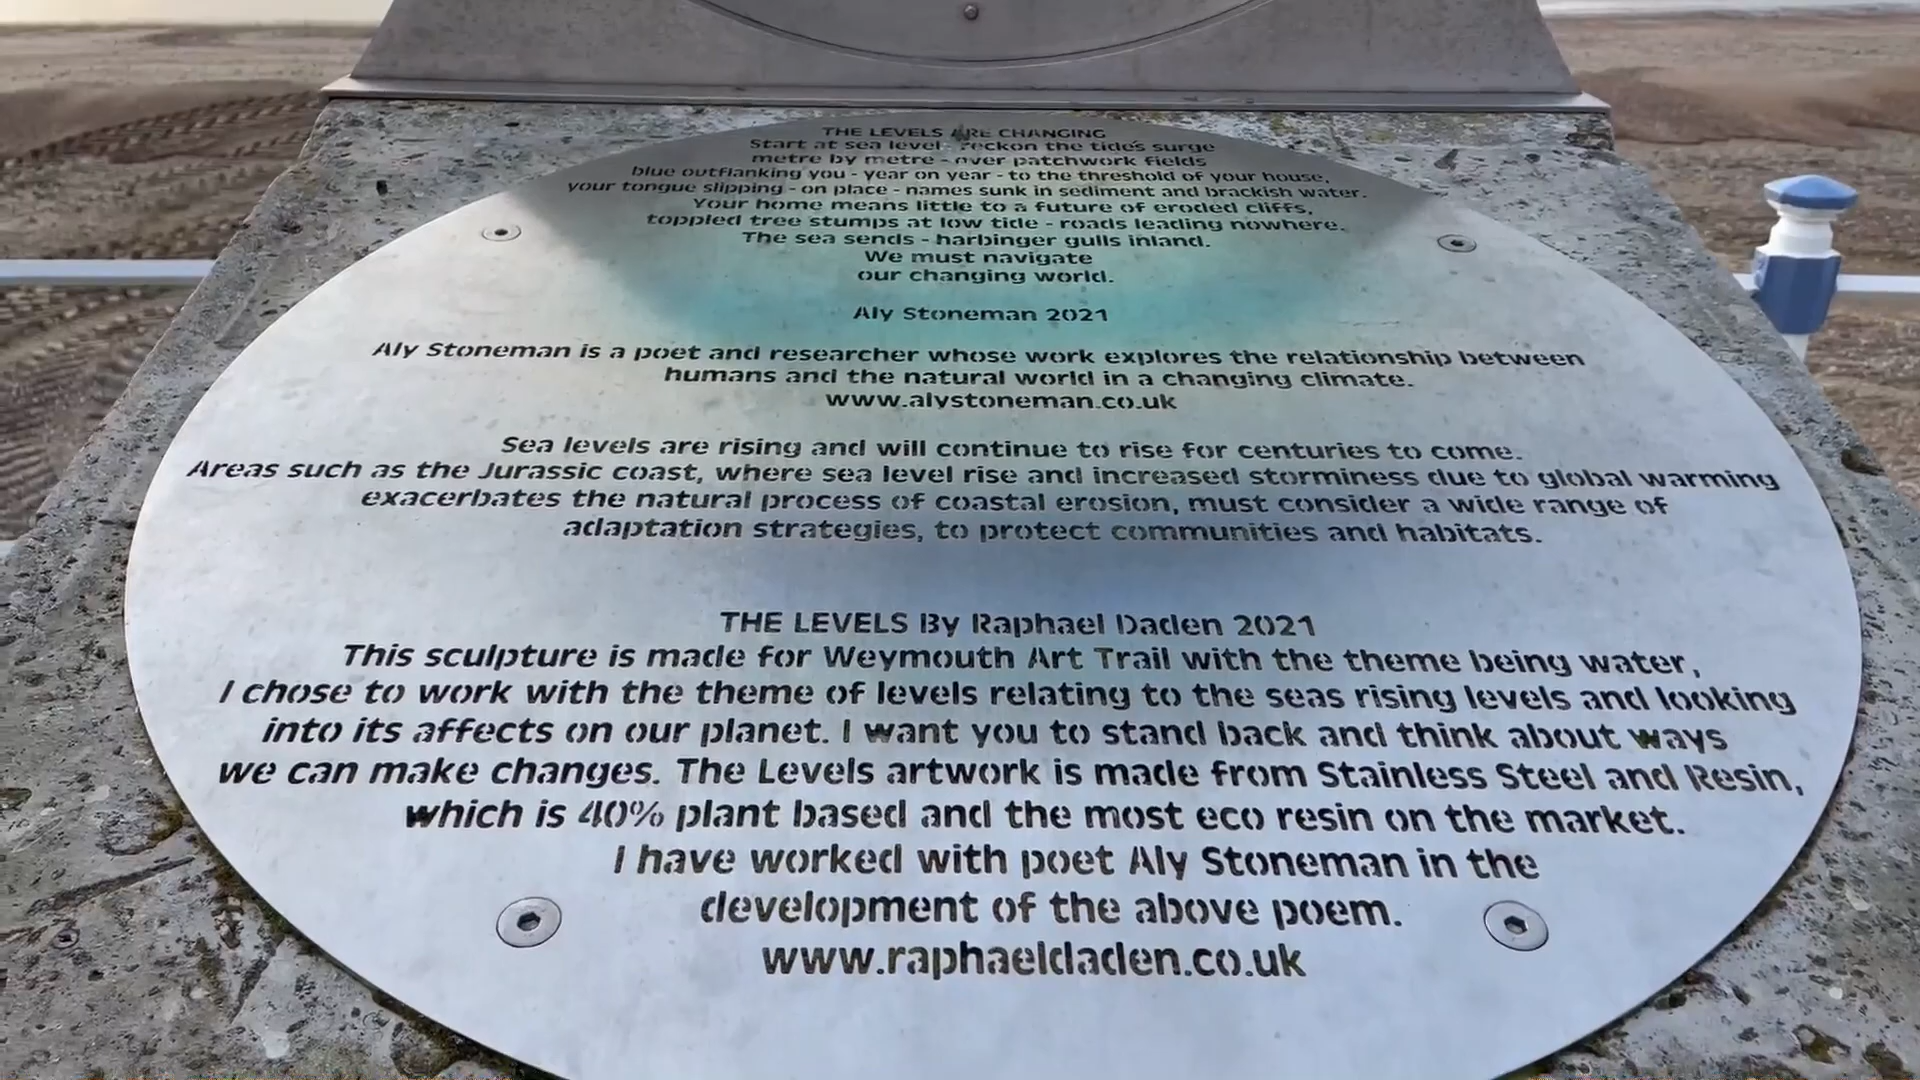 THE LEVELS ARE CHANGING
Start at sea level - reckon the tide's surge
metre by metre - over patchwork fields
blue outflanking you - year on year - to the threshold of your house,
your tongue slipping - on place - names sunk in sediment and brackish water.
Your home means little to a future of eroded cliffs,
toppled tree stumps at low tide - roads leading nowhere.
The sea sends - harbinger gulls inland.
We must navigate
our changing world.
Aly Stoneman 2021
Aly Stoneman is a poet and researcher whose work explores the relationship between
humans and the natural world in a changing climate.
www.alystoneman.co.uk
Sea levels are rising and will continue to rise for centuries to come.
Areas such as the Jurassic coast, where sea level rise and increased storminess due to global warming
exacerbates the natural process of coastal erosion, must consider a wide range of
adaptation strategies, to protect communities and habitats.
THE LEVELS By Raphael Daden 2021
This sculpture is made for Weymouth Art Trail with the theme being water,
I chose to work with the theme of levels relating to the seas rising levels and looking
into its affects on our planet. I want you to stand back and think about ways
we can make changes. The Levels artwork is made from Stainless Steel and Resin,
which is 40% plant based and the most eco resin on the market.
I have worked with poet Aly Stoneman in the
development of the above poem.
www.raphaeldaden.co.uk